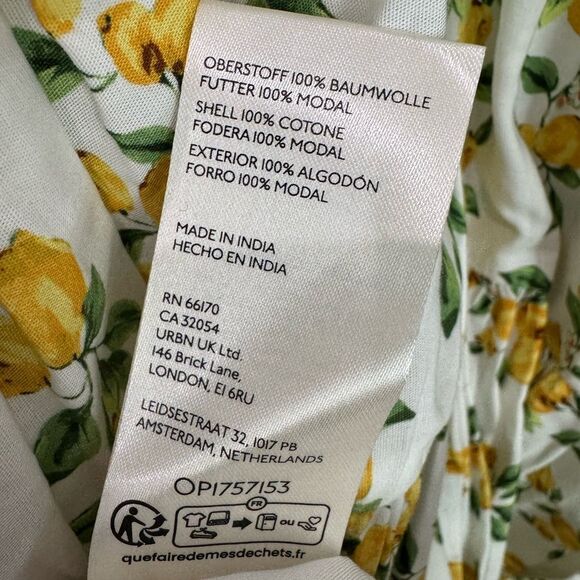 OBERSTOFF 100% BAUMWOLLE
FUTTER 100% MODAL
SHELL 100% COTONE
FODERA 100% MODAL
EXTERIOR 100% ALGODÓN
FORRO 100% MODAL
MADE IN INDIA
HECHO EN INDIA
RN 66170
CA 32054
URBN UK Ltd.
146 Brick Lane,
LONDON, E1 6RU
LEIDSESTRAAT 32, 1017 PB
AMSTERDAM, NETHERLANDS
OP1757153
FR
OU
quefairedemesdechets.fr